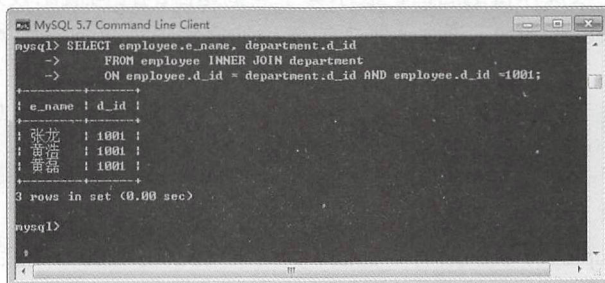 MySQL 5.7 Command Line Client
mysql> SELECT employee.e_name, department.d_id
    ->     FROM employee INNER JOIN department
    ->     ON employee.d_id = department.d_id AND employee.d_id =1001;
+--------+------+
| e_name | d_id |
+--------+------+
| 张龙 | 1001 |
| 黄浩 | 1001 |
| 黄磊 | 1001 |
+--------+------+
3 rows in set (0.00 sec)
mysql>